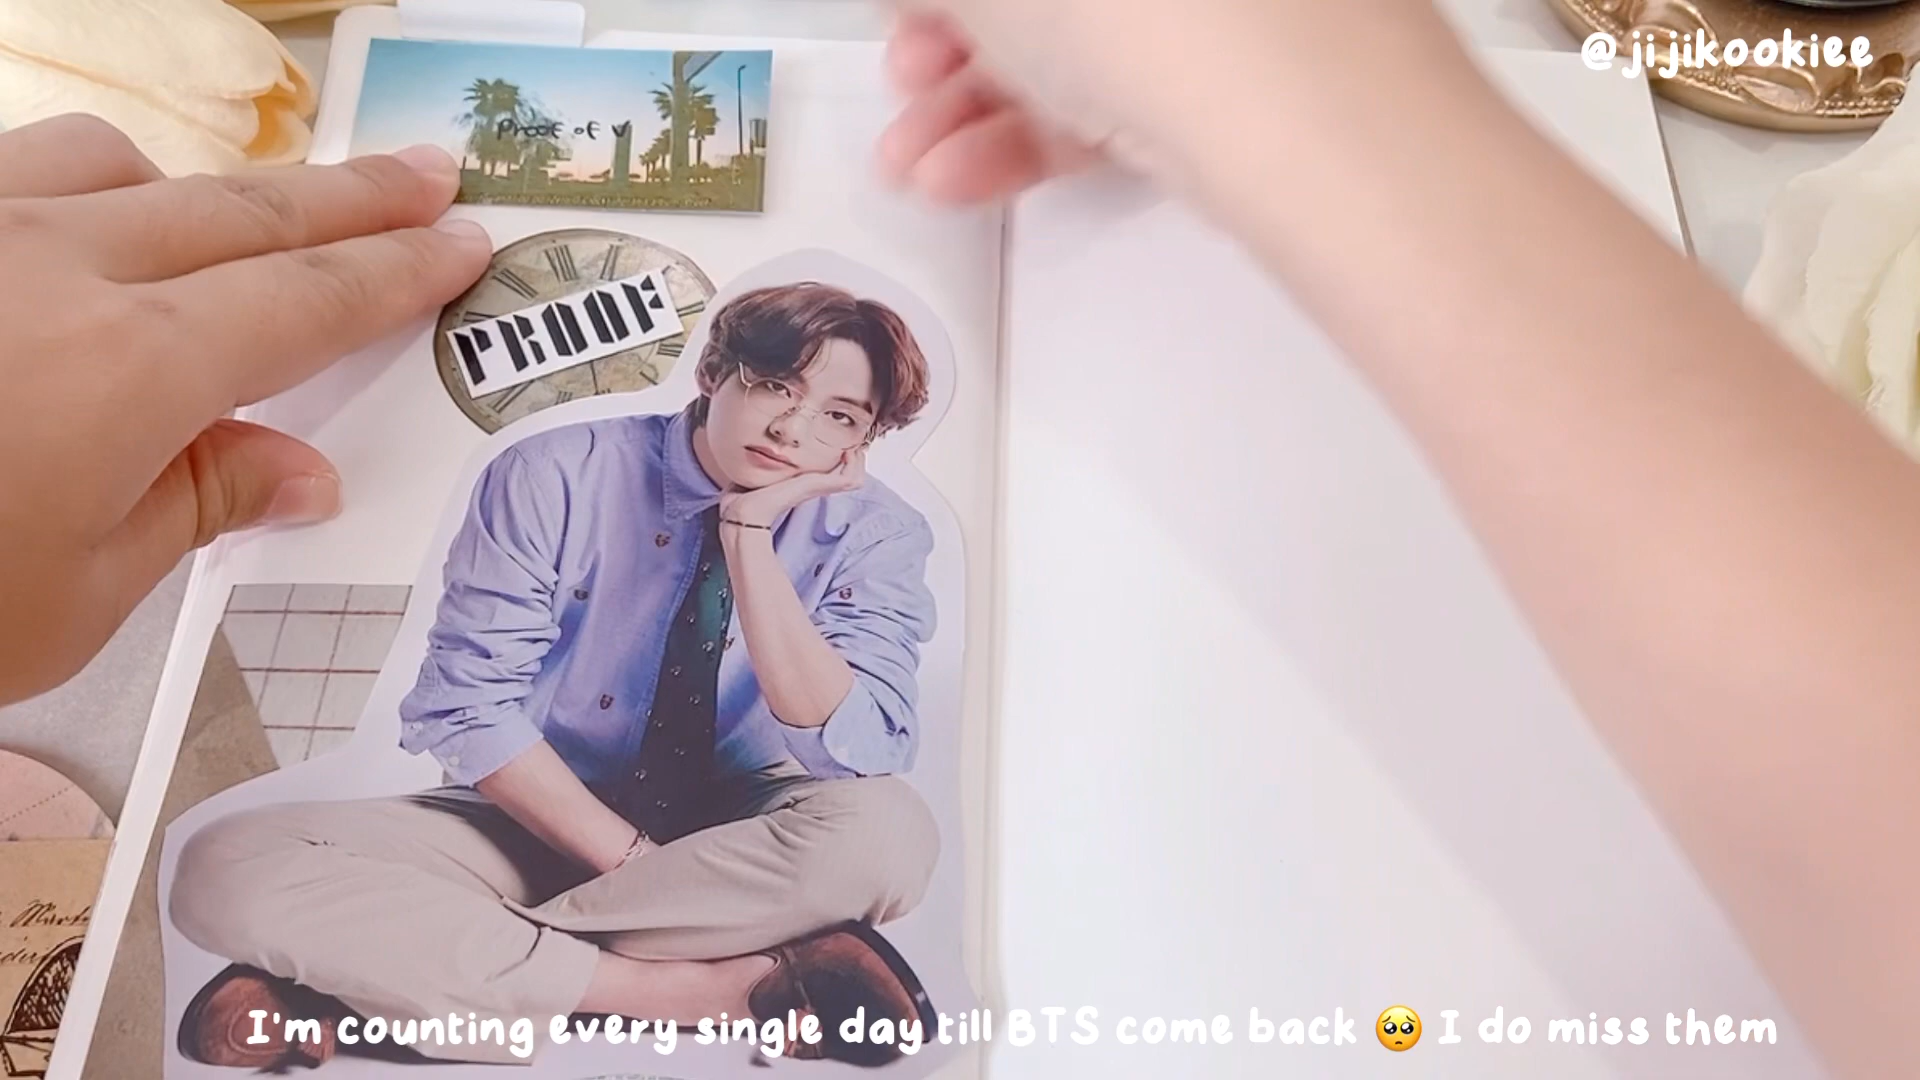 @jijikookiee
Proof of V
PROOF
I'm counting every single day till BTS come back 🥺 I do miss them